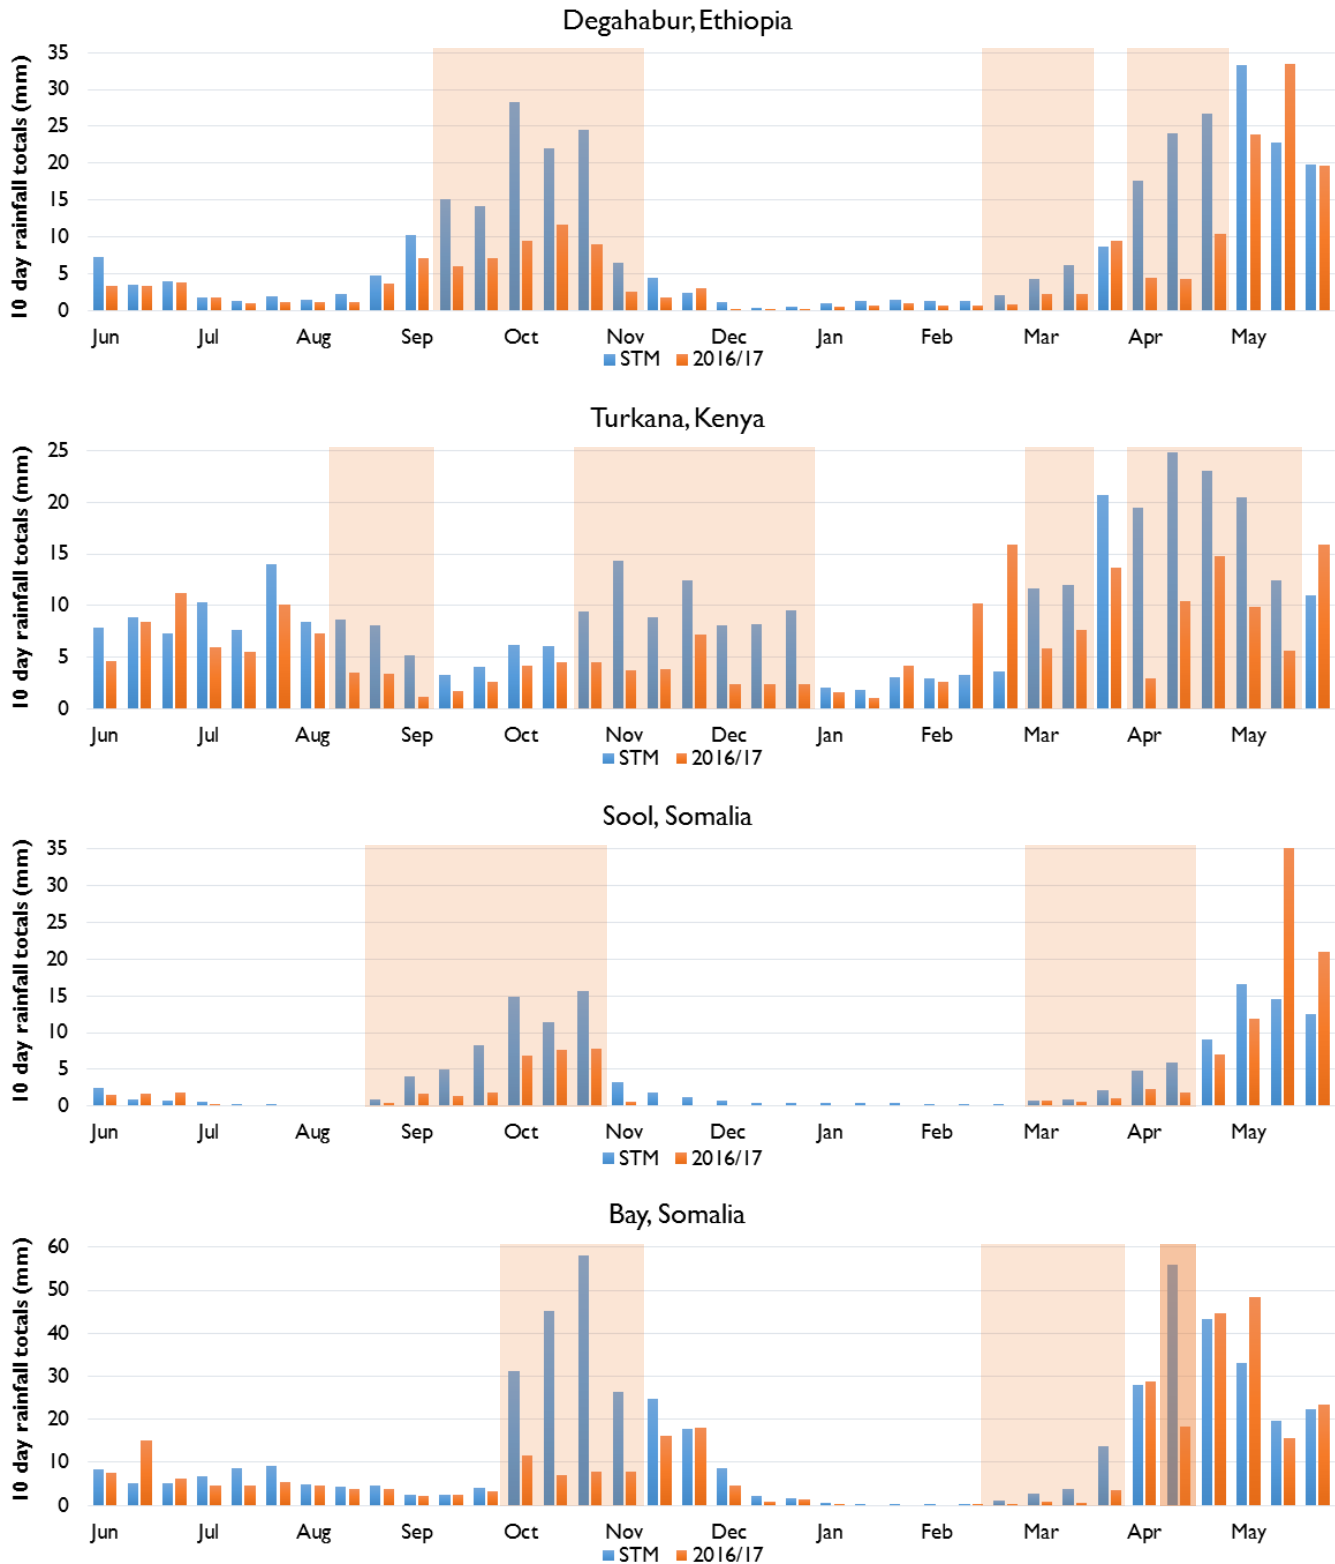 Degahabur, Ethiopia
10 day rainfall totals (mm)
35
30
25
20
15
10
5
0
Jun Jul Aug Sep Oct Nov Dec Jan Feb Mar Apr May
STM 2016/17
Turkana, Kenya
10 day rainfall totals (mm)
25
20
15
10
5
0
Jun Jul Aug Sep Oct Nov Dec Jan Feb Mar Apr May
STM 2016/17
Sool, Somalia
10 day rainfall totals (mm)
35
30
25
20
15
10
5
0
Jun Jul Aug Sep Oct Nov Dec Jan Feb Mar Apr May
STM 2016/17
Bay, Somalia
10 day rainfall totals (mm)
60
50
40
30
20
10
0
Jun Jul Aug Sep Oct Nov Dec Jan Feb Mar Apr May
STM 2016/17